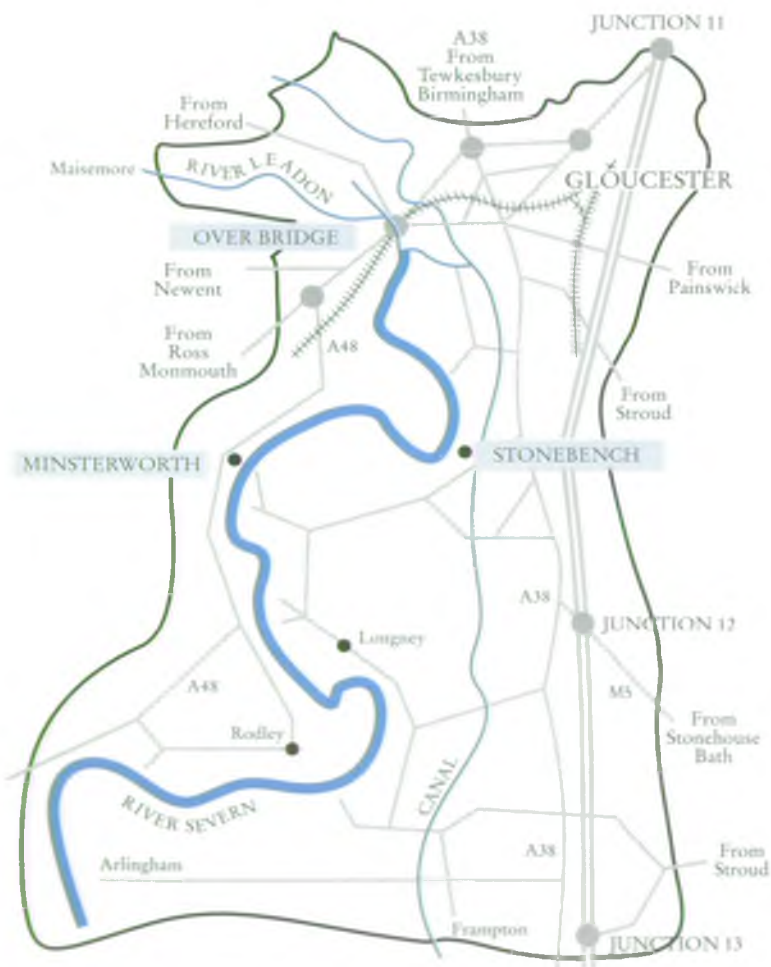 JUNCTION 11
A38
From
Tewkesbury
Birmingham
From
Hereford
Maisemore
RIVER LEADON
GLOUCESTER
OVER BRIDGE
From
Newent
From
Painswick
From
Ross
Monmouth
A48
From
Stroud
MINSTERWORTH
STONEBENCH
A38
JUNCTION 12
Longney
A48
M5
Rodley
From
Stonehouse
Bath
CANAL
RIVER SEVERN
A38
From
Stroud
Arlingham
Frampton
JUNCTION 13